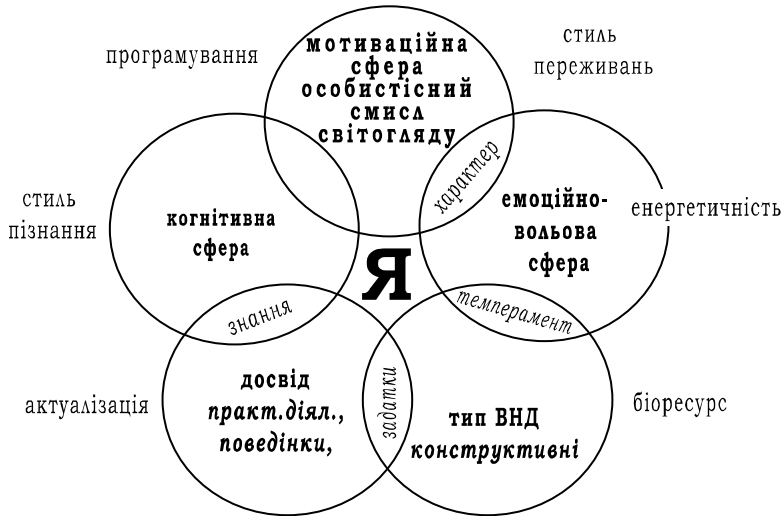 програмування
мотиваційна
сфера
особистісний
смисл
світогляду
стиль
переживань
характер
стиль
пізнання
когнітивна
сфера
емоційно-
вольова
сфера
енергетичність
Я
знання
темперамент
актуалізація
досвід
практ.діял.,
поведінки,
задатки
тип ВНД
конструктивні
біоресурс